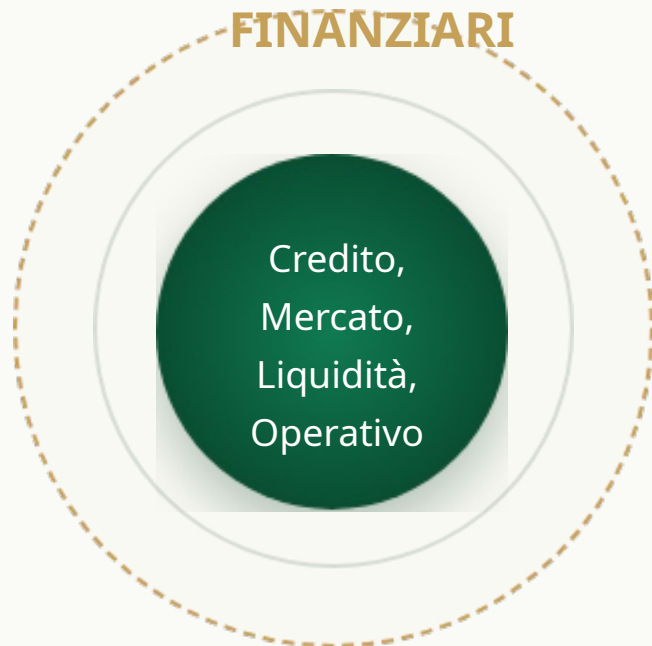 FINANZIARI
Credito,
Mercato,
Liquidità,
Operativo